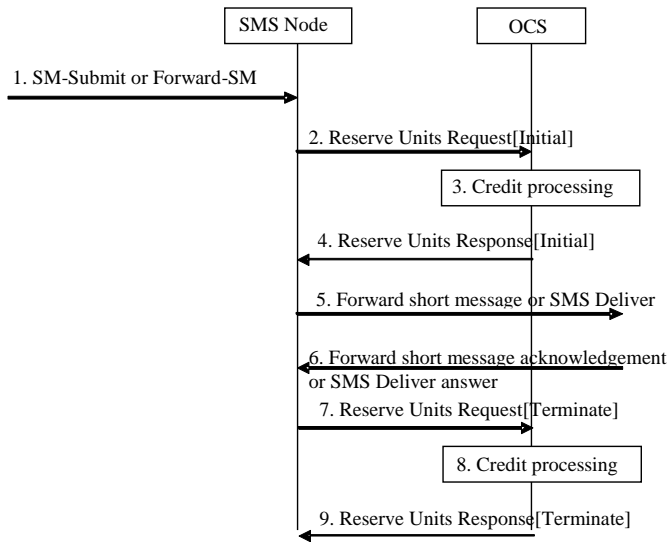 SMS Node
OCS
1. SM-Submit or Forward-SM
2. Reserve Units Request[Initial]
3. Credit processing
4. Reserve Units Response[Initial]
5. Forward short message or SMS Deliver
6. Forward short message acknowledgement
or SMS Deliver answer
7. Reserve Units Request[Terminate]
8. Credit processing
9. Reserve Units Response[Terminate]